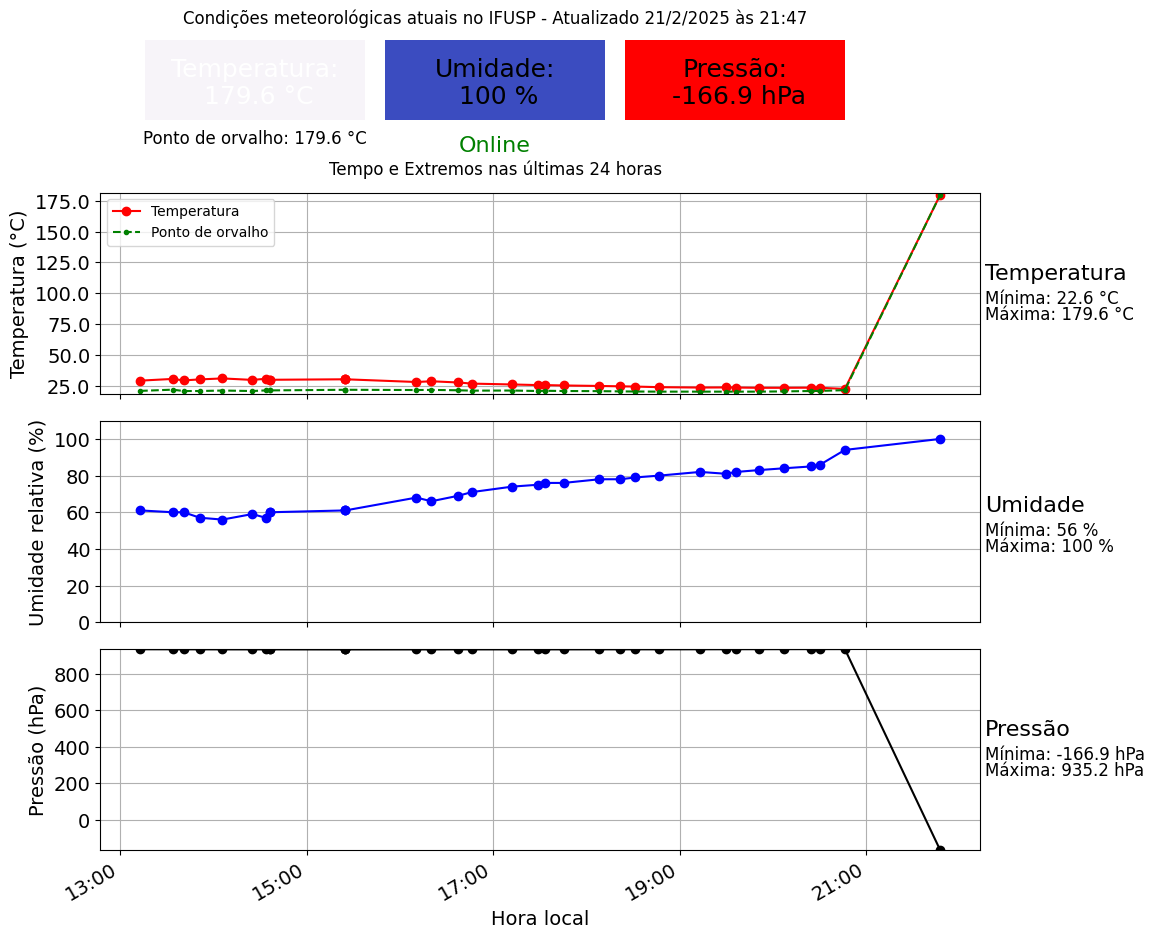 Condições meteorológicas atuais no IFUSP - Atualizado 21/2/2025 às 21:47
Temperatura:
179.6 °C
Umidade:
100 %
Pressão:
-166.9 hPa
Ponto de orvalho: 179.6 °C
Online
Tempo e Extremos nas últimas 24 horas
Temperatura (°C)
175.0
150.0
125.0
100.0
75.0
50.0
25.0
Temperatura
Ponto de orvalho
Temperatura
Mínima: 22.6 °C
Máxima: 179.6 °C
Umidade relativa (%)
100
80
60
40
20
0
Umidade
Mínima: 56 %
Máxima: 100 %
Pressão (hPa)
800
600
400
200
0
Pressão
Mínima: -166.9 hPa
Máxima: 935.2 hPa
13:00
15:00
17:00
19:00
21:00
Hora local